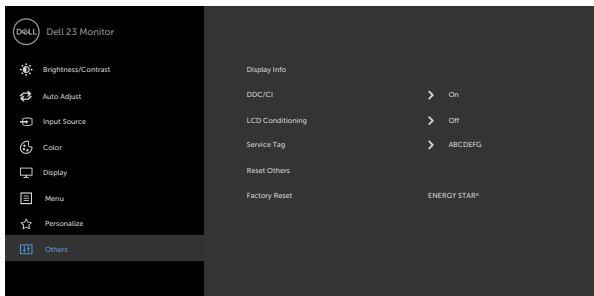 DELL Dell 23 Monitor
Brightness/Contrast
Auto Adjust
Input Source
Color
Display
Menu
Personalize
Others
Display Info
DDC/CI On
LCD Conditioning Off
Service Tag ABCDEFG
Reset Others
Factory Reset ENERGY STAR®